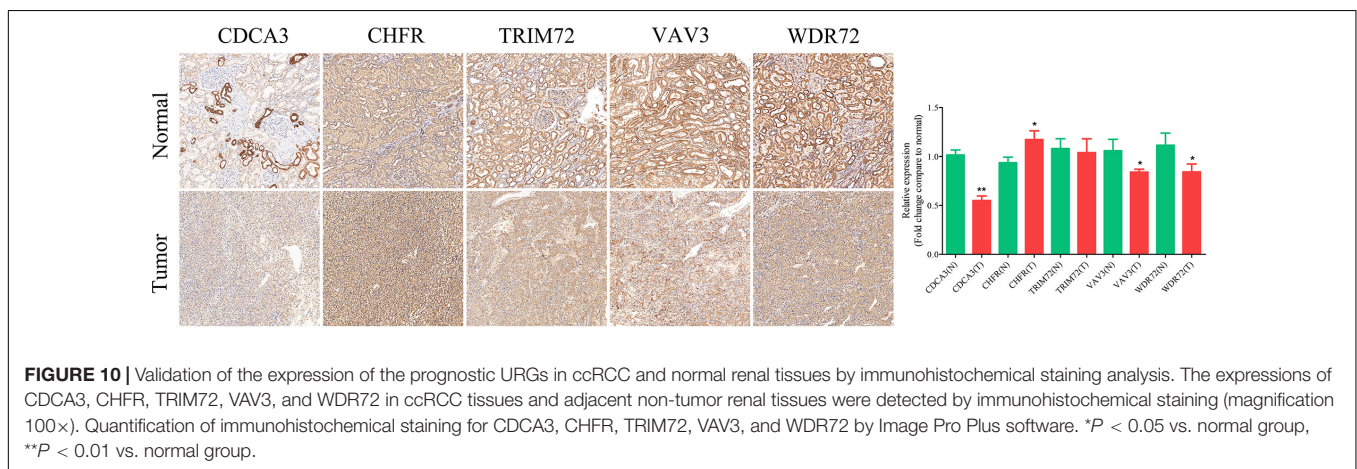 CDCA3 CHFR TRIM72 VAV3 WDR72
Normal
Tumor
Relative expression
(Fold change compare to normal)
1.5
1.0
0.5
0.0
** * * *
CDCA3(N) CDCA3(T) CHFR(N) CHFR(T) TRIM72(N) TRIM72(T) VAV3(N) VAV3(T) WDR72(N) WDR72(T)
FIGURE 10 | Validation of the expression of the prognostic URGs in ccRCC and normal renal tissues by immunohistochemical staining analysis. The expressions of
CDCA3, CHFR, TRIM72, VAV3, and WDR72 in ccRCC tissues and adjacent non-tumor renal tissues were detected by immunohistochemical staining (magnification
100×). Quantification of immunohistochemical staining for CDCA3, CHFR, TRIM72, VAV3, and WDR72 by Image Pro Plus software. *P < 0.05 vs. normal group,
**P < 0.01 vs. normal group.